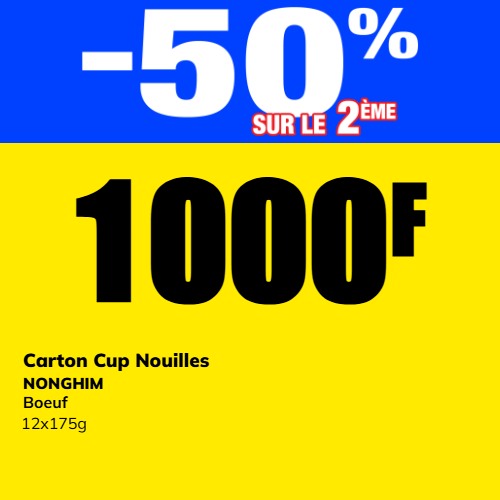 -50%
SUR LE 2ÈME
1000F
Carton Cup Nouilles
NONGHIM
Boeuf
12x175g